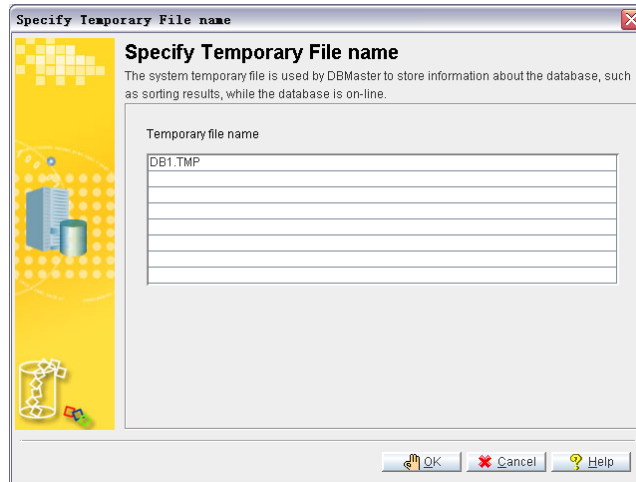 Specify Temporary File name
Specify Temporary File name
The system temporary file is used by DBMaster to store information about the database, such
as sorting results, while the database is on-line.
Temporary file name
DB1.TMP
OK Cancel Help